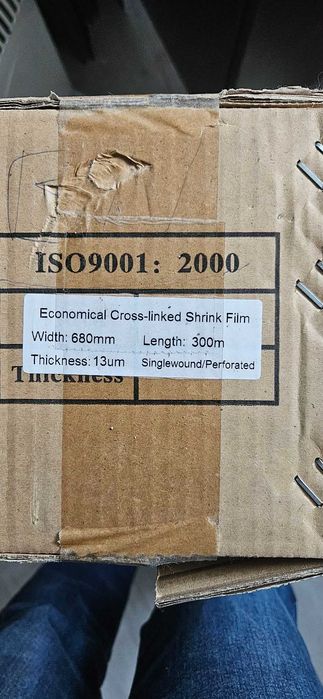 ISO9001: 2000
Economical Cross-linked Shrink Film
Width: 680mm Length: 300m
Thickness: 13um Singlewound/Perforated
Thickness